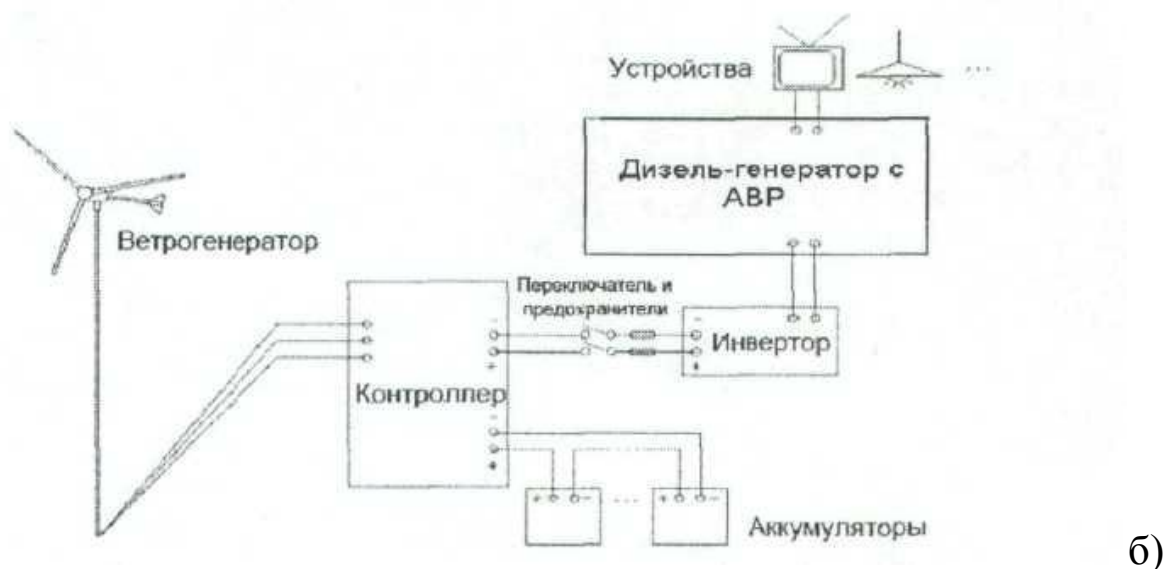 Устройства
...
Дизель-генератор с
АВР
Ветрогенератор
Переключатель и
предохранители
-
-
Инвертор
+
+
Контроллер
-
+
+ - ... + -
Аккумуляторы
б)